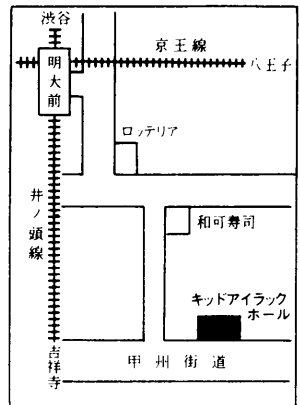 渋谷
京王線
八王子
明大前
ロッテリア
井ノ頭線
和可寿司
キッドアイラック
ホール
吉祥寺
甲州街道